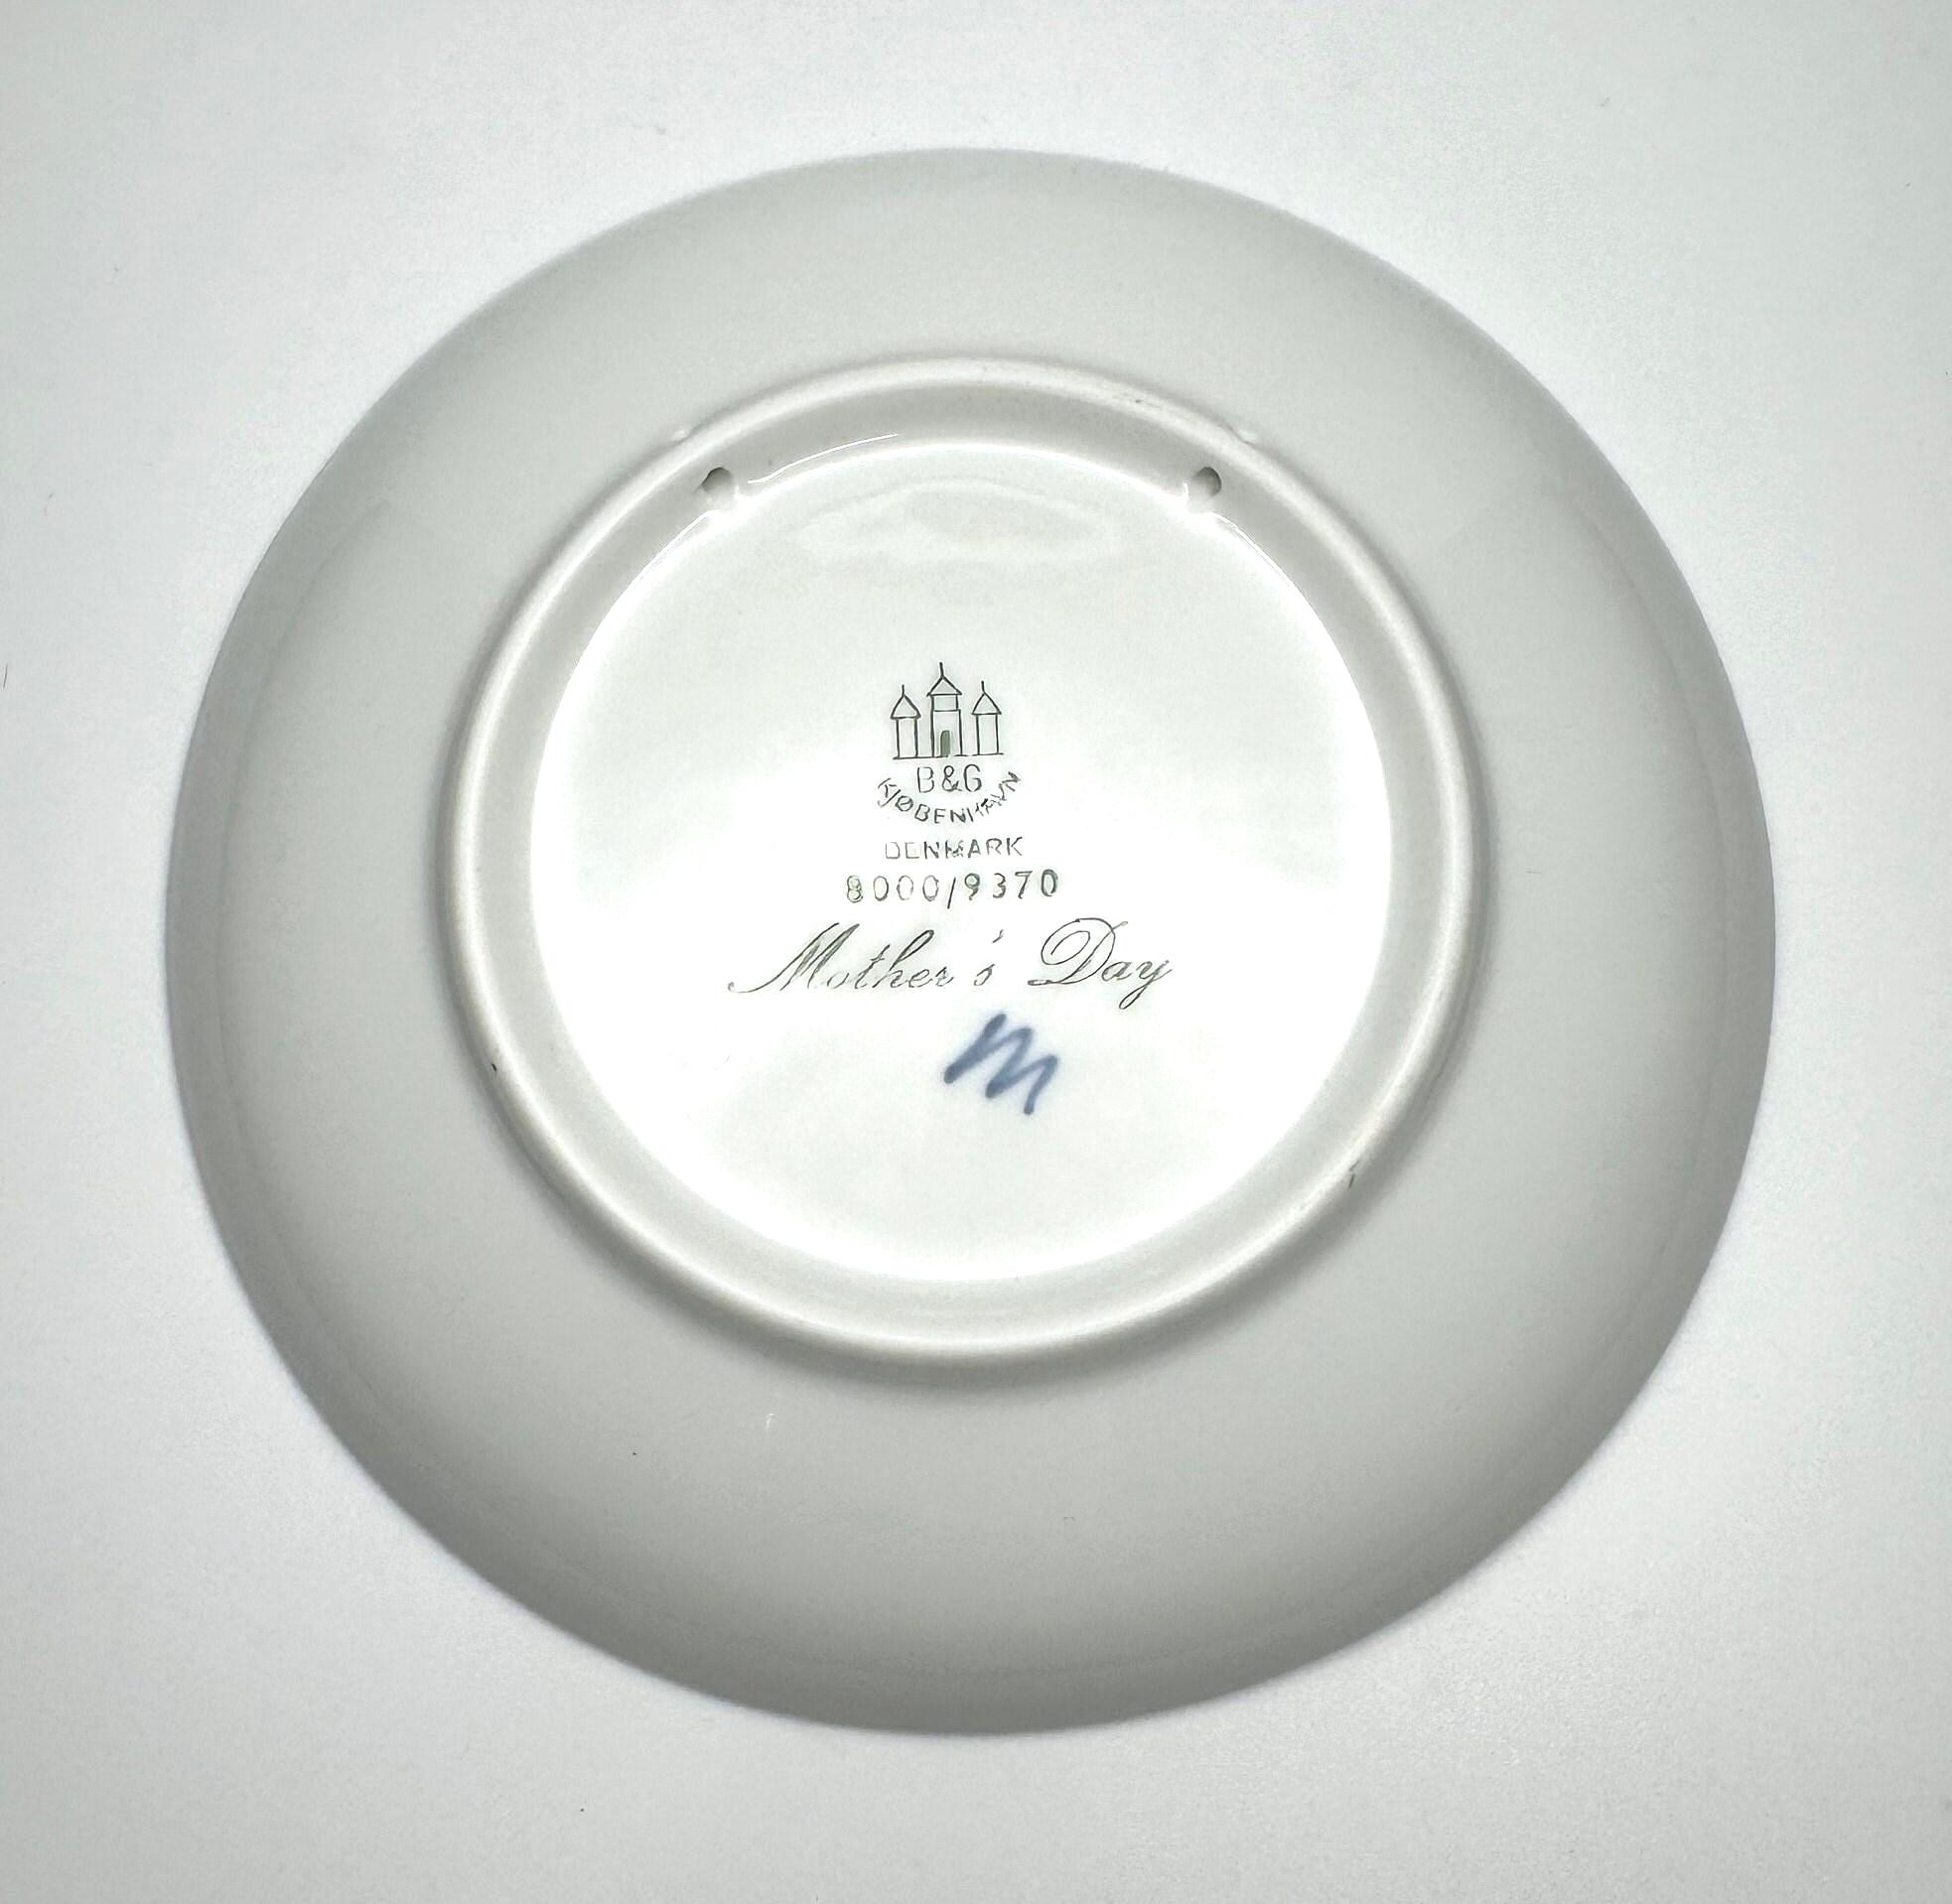 B&G
KJØBENHAVN
DENMARK
8000/9370
Mother's Day
M